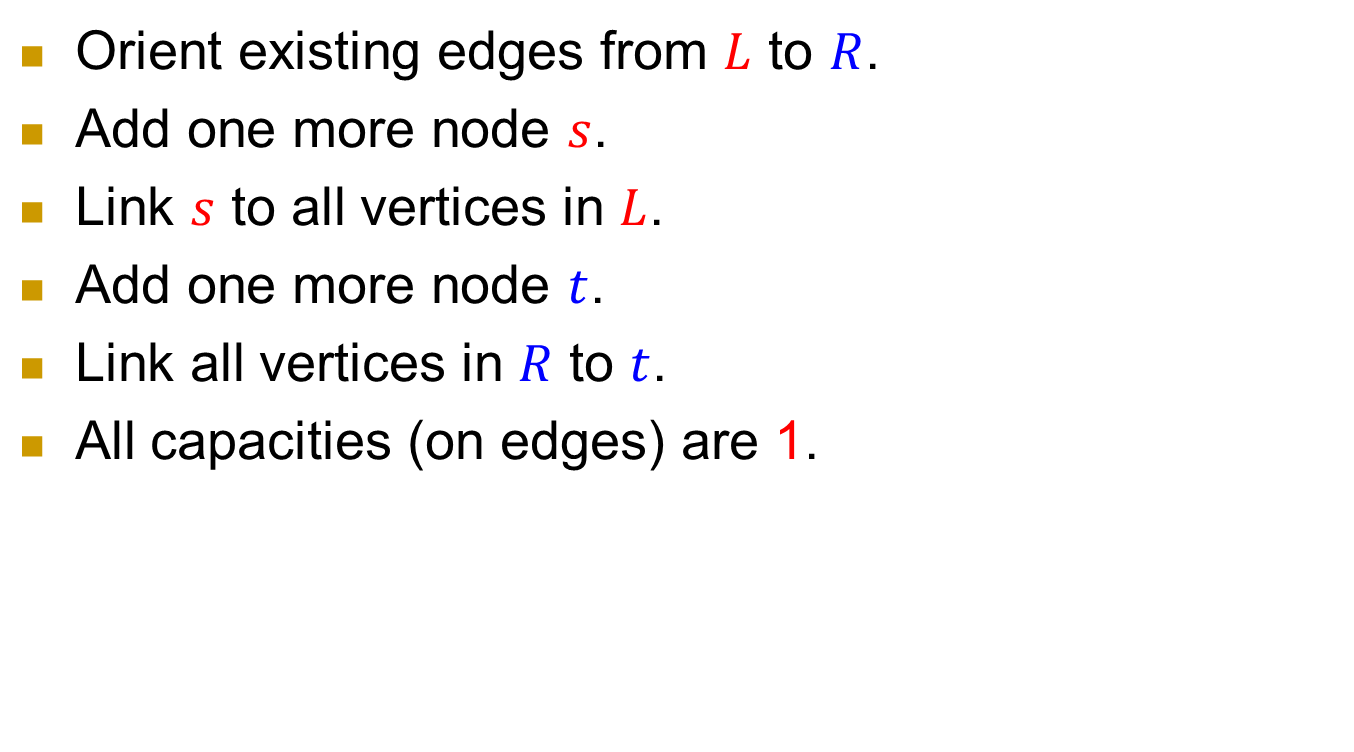 ■ Orient existing edges from L to R.
■ Add one more node s.
■ Link s to all vertices in L.
■ Add one more node t.
■ Link all vertices in R to t.
■ All capacities (on edges) are 1.